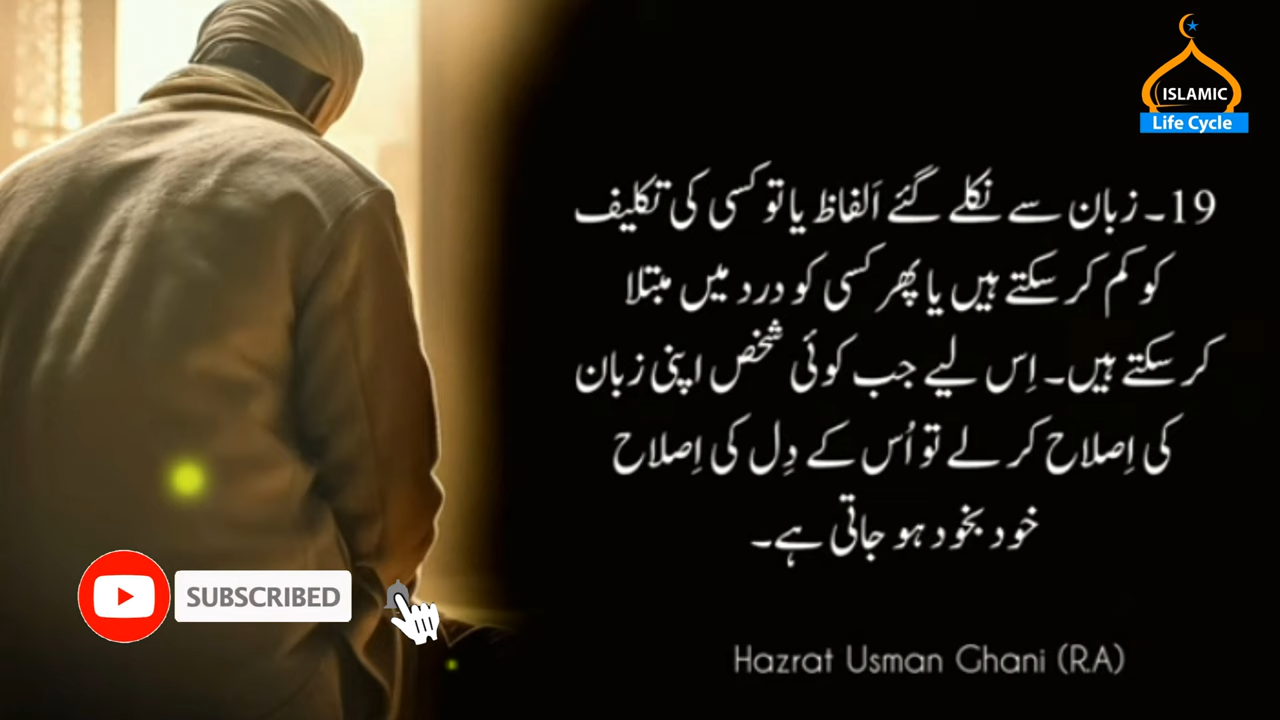 ISLAMIC
Life Cycle
19۔ زبان سے نکلے گئے اَلفاظ یا تو کسی کی تکلیف
کو کم کر سکتے ہیں یا پھر کسی کو درد میں مبتلا
کر سکتے ہیں۔ اِس لیے جب کوئی شخص اپنی زبان
کی اِصلاح کر لے تو اُس کے دِل کی اِصلاح
خود بخود ہو جاتی ہے۔
SUBSCRIBED
Hazrat Usman Ghani (R.A)